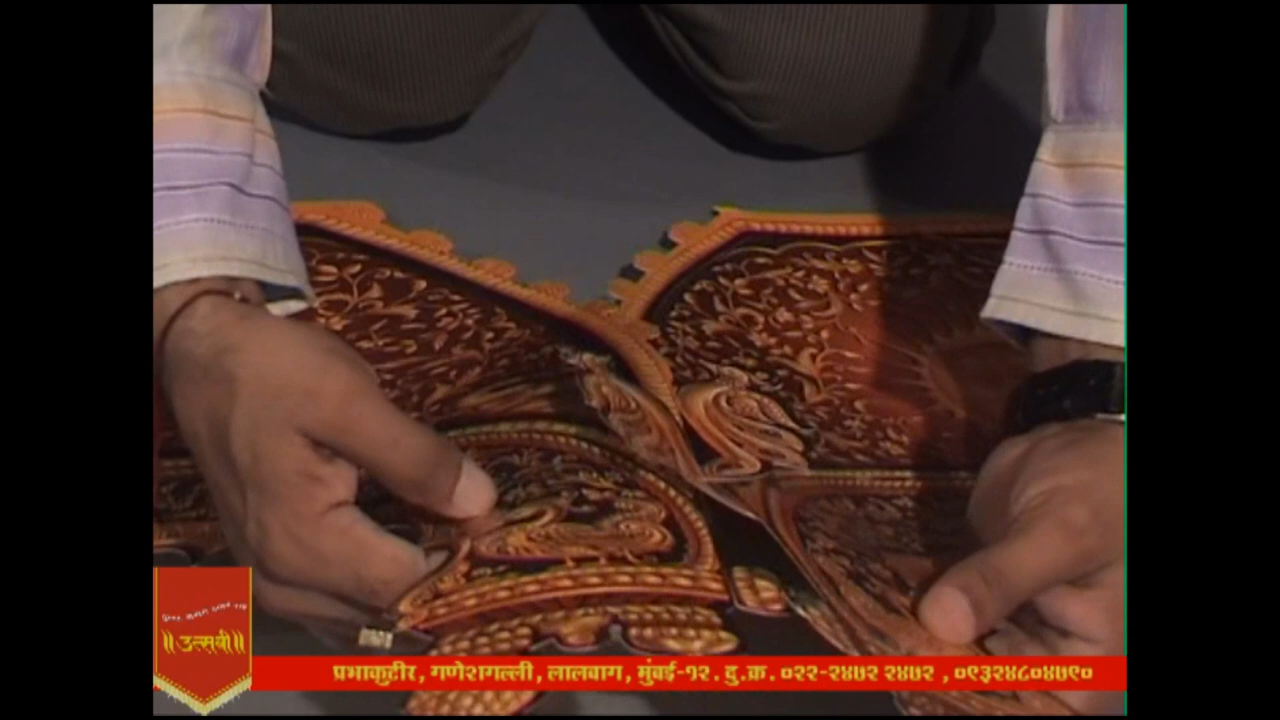 ॥उत्सवी॥
प्रभाकुटीर, गणेशगल्ली, लालबाग, मुंबई-१२. दु.क्र. ०२२-२४७२ २४७२ , ०९३२४८०४७९०